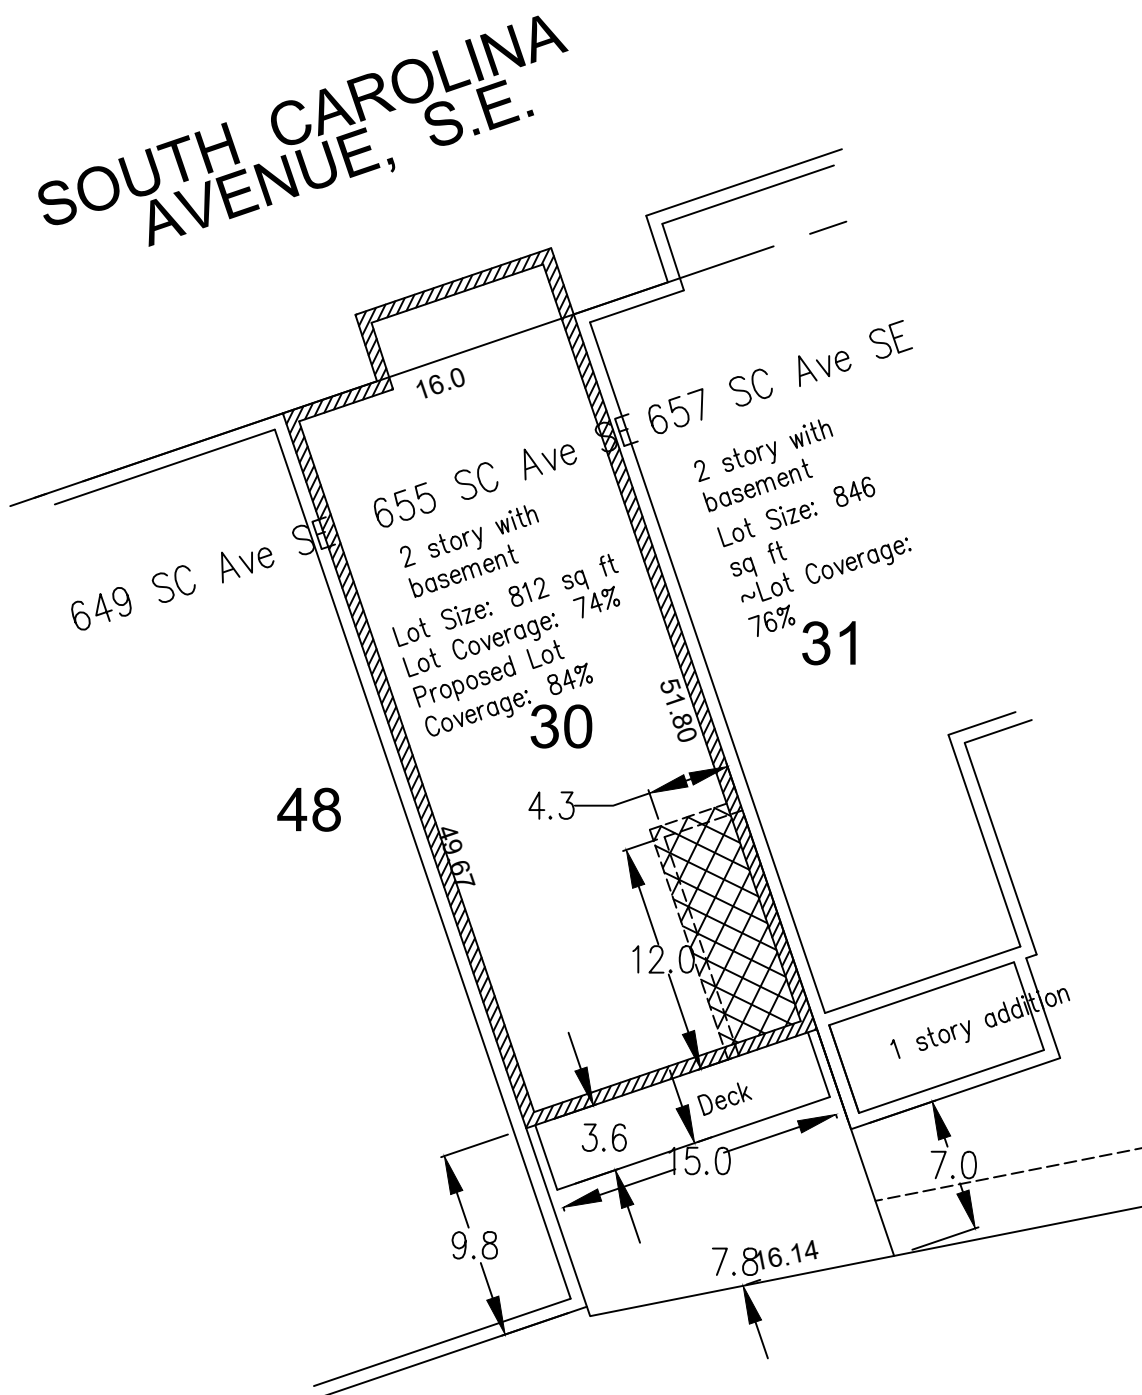 SOUTH CAROLINA
AVENUE, S.E.
16.0
657 SC Ave SE
2 story with
basement
Lot Size: 846
sq ft
~Lot Coverage:
76%
31
655 SC Ave SE
2 story with
basement
Lot Size: 812 sq ft
Lot Coverage: 74%
Proposed Lot
Coverage: 84%
30
649 SC Ave SE
48
51.80
4.3
49.67
12.0
1 story addition
Deck
3.6
15.0
7.0
9.8
7.8
16.14